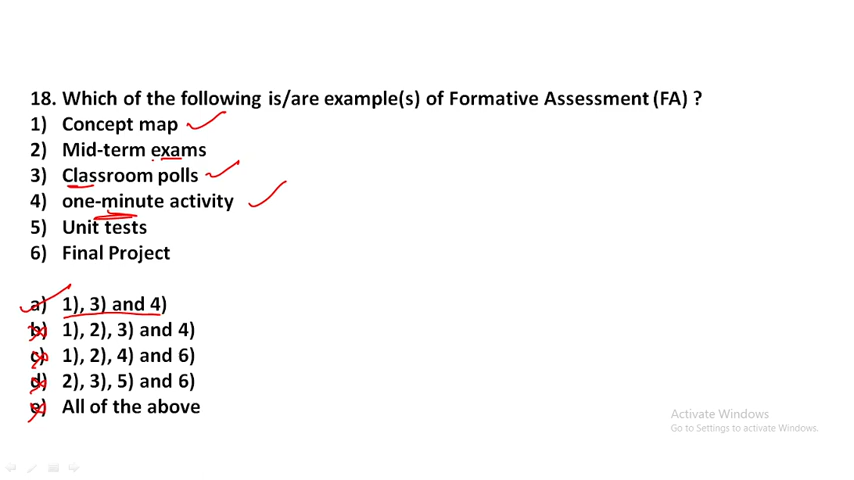 18. Which of the following is/are example(s) of Formative Assessment (FA) ?
1) Concept map
2) Mid-term exams
3) Classroom polls
4) one-minute activity
5) Unit tests
6) Final Project
a) 1), 3) and 4)
b) 1), 2), 3) and 4)
c) 1), 2), 4) and 6)
d) 2), 3), 5) and 6)
e) All of the above
Activate Windows
Go to Settings to activate Windows.